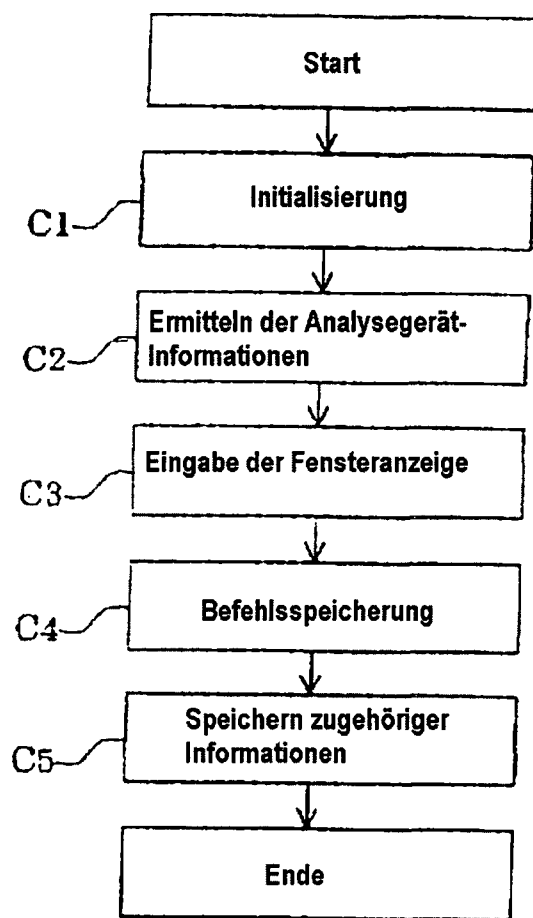 Start
C1
Initialisierung
C2
Ermitteln der Analysegerät-
Informationen
C3
Eingabe der Fensteranzeige
C4
Befehlsspeicherung
C5
Speichern zugehöriger
Informationen
Ende